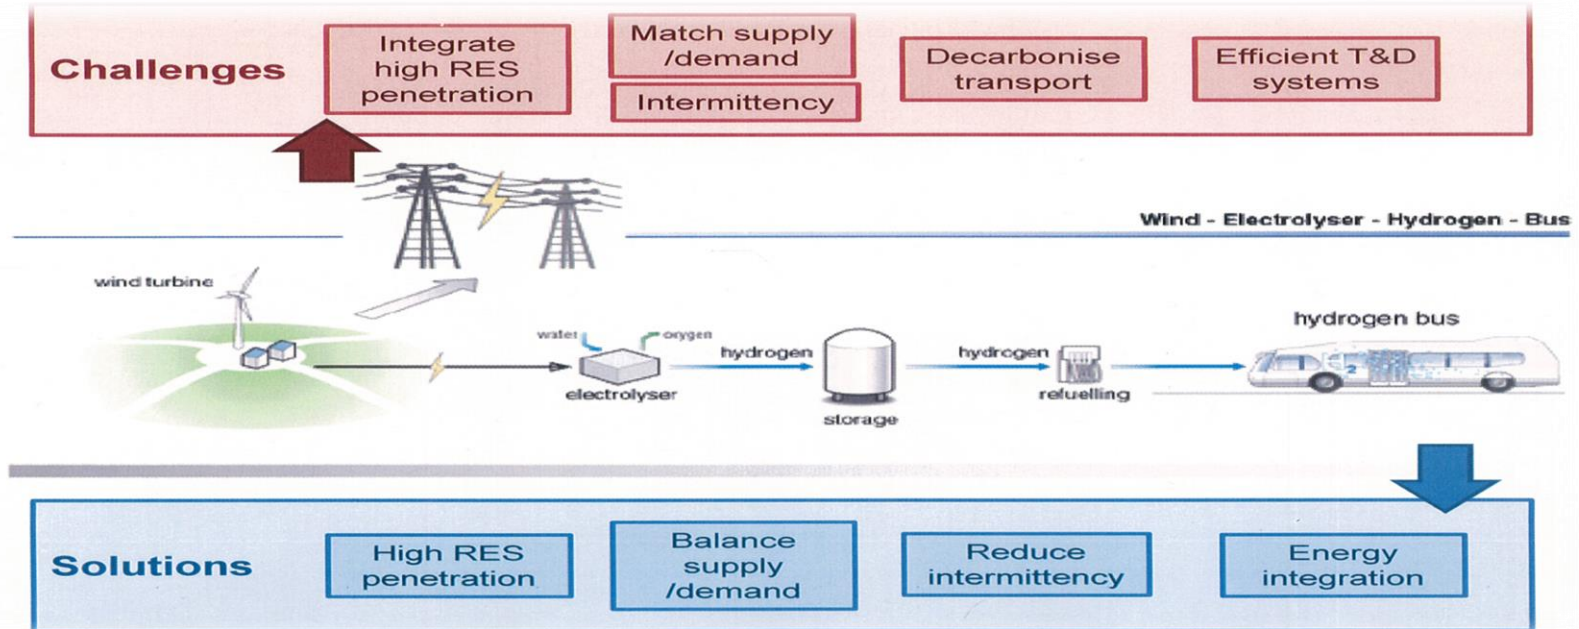 Challenges
Integrate
high RES
penetration
Match supply
/demand
Intermittency
Decarbonise
transport
Efficient T&D
systems
Wind - Electrolyser - Hydrogen - Bus
wind turbine
water
oxygen
electrolyser
hydrogen
storage
hydrogen
refuelling
hydrogen bus
Solutions
High RES
penetration
Balance
supply
/demand
Reduce
intermittency
Energy
integration